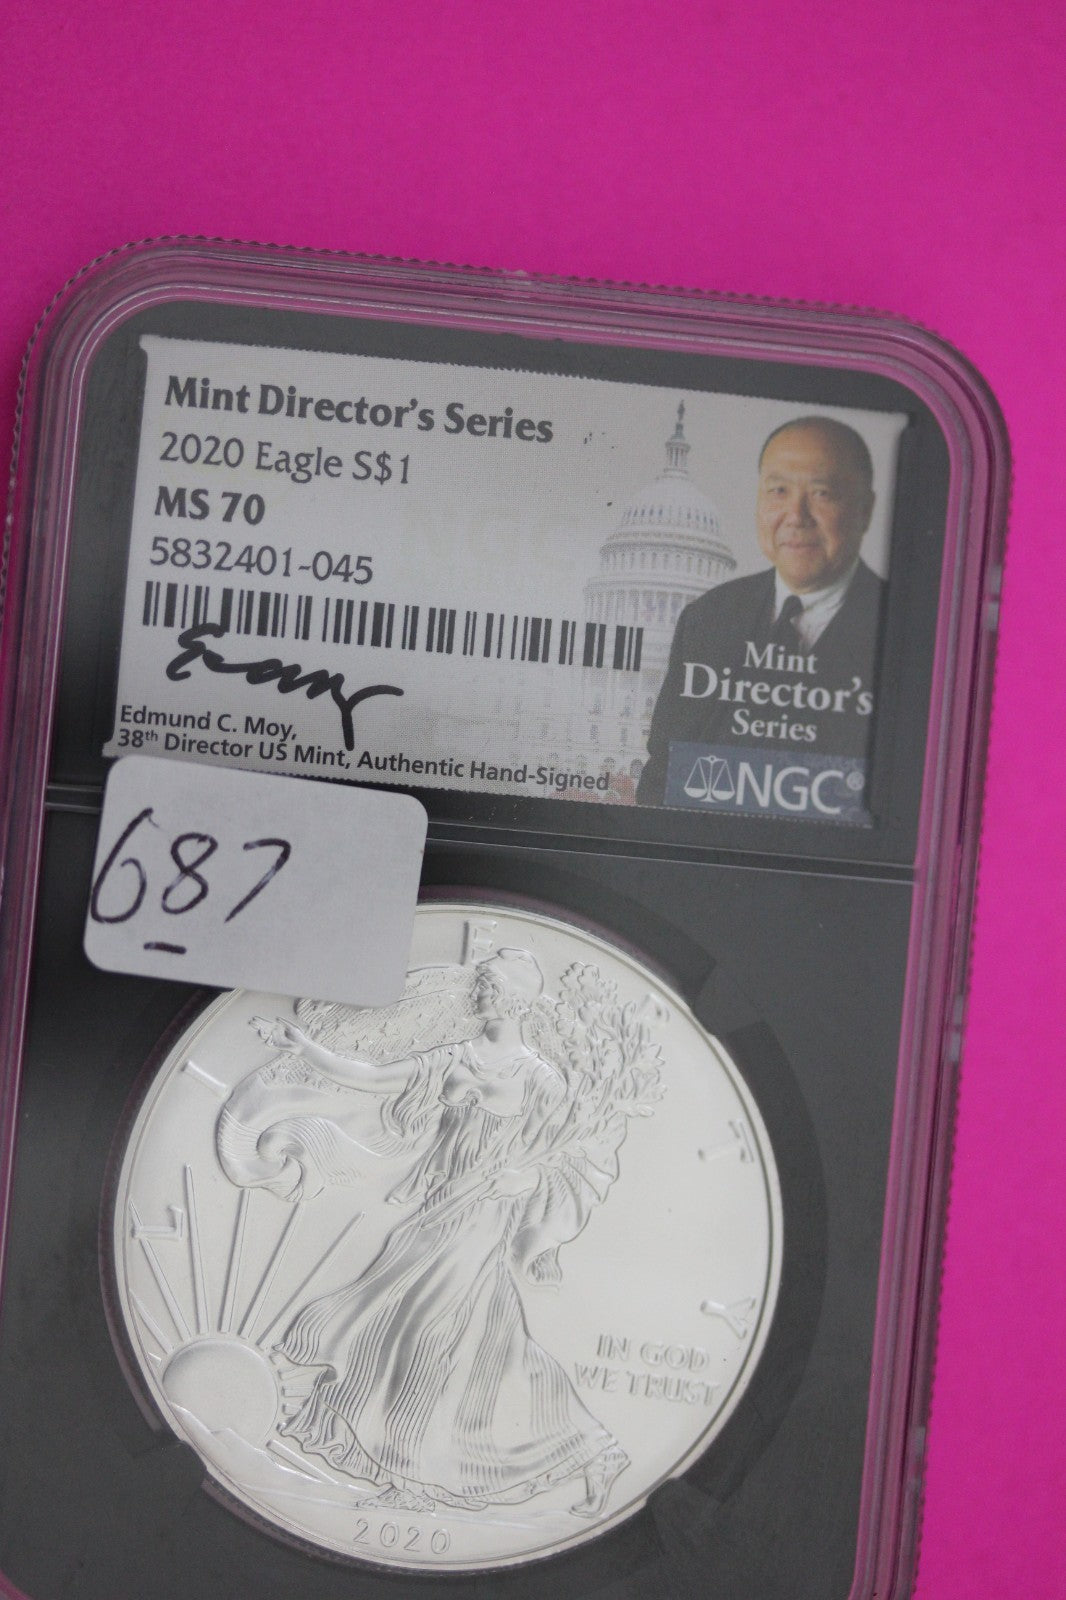 Mint Director's Series
2020 Eagle S$1
MS 70
5832401-045
Edmund C. Moy,
38th Director US Mint, Authentic Hand-Signed
Mint
Director's
Series
NGC®
687
LIBERTY
IN GOD
WE TRUST
2020